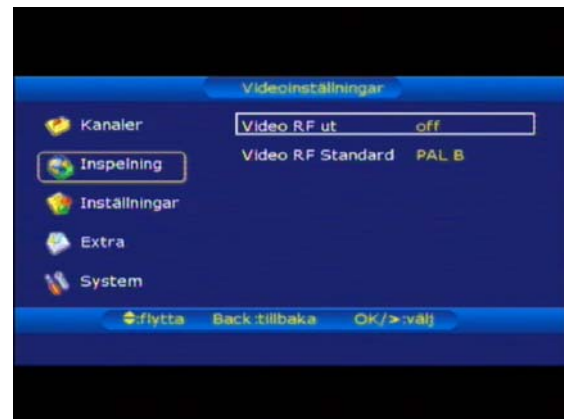 Videoinställningar
Kanaler
Inspelning
Inställningar
Extra
System
Video RF ut off
Video RF Standard PAL B
:flytta Back:tillbaka OK/>:välj